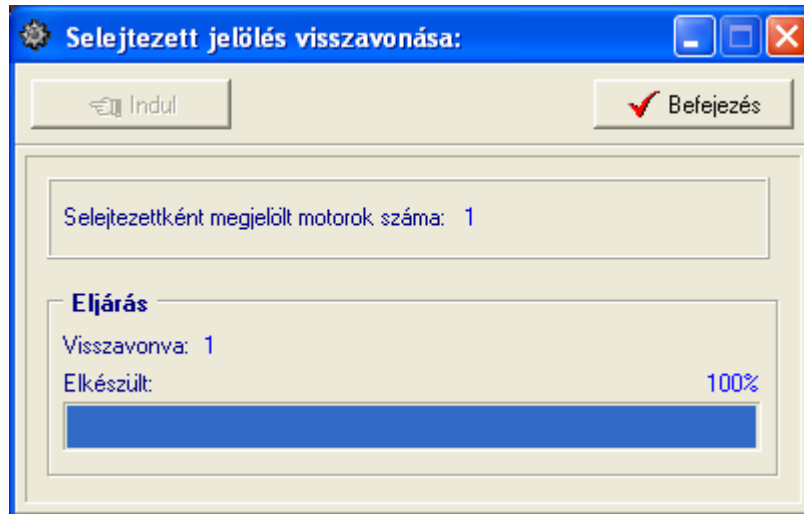 Selejtezett jelölés visszavonása:
Indul
Befejezés
Selejtezettként megjelölt motorok száma: 1
Eljárás
Visszavonva: 1
Elkészült: 100%